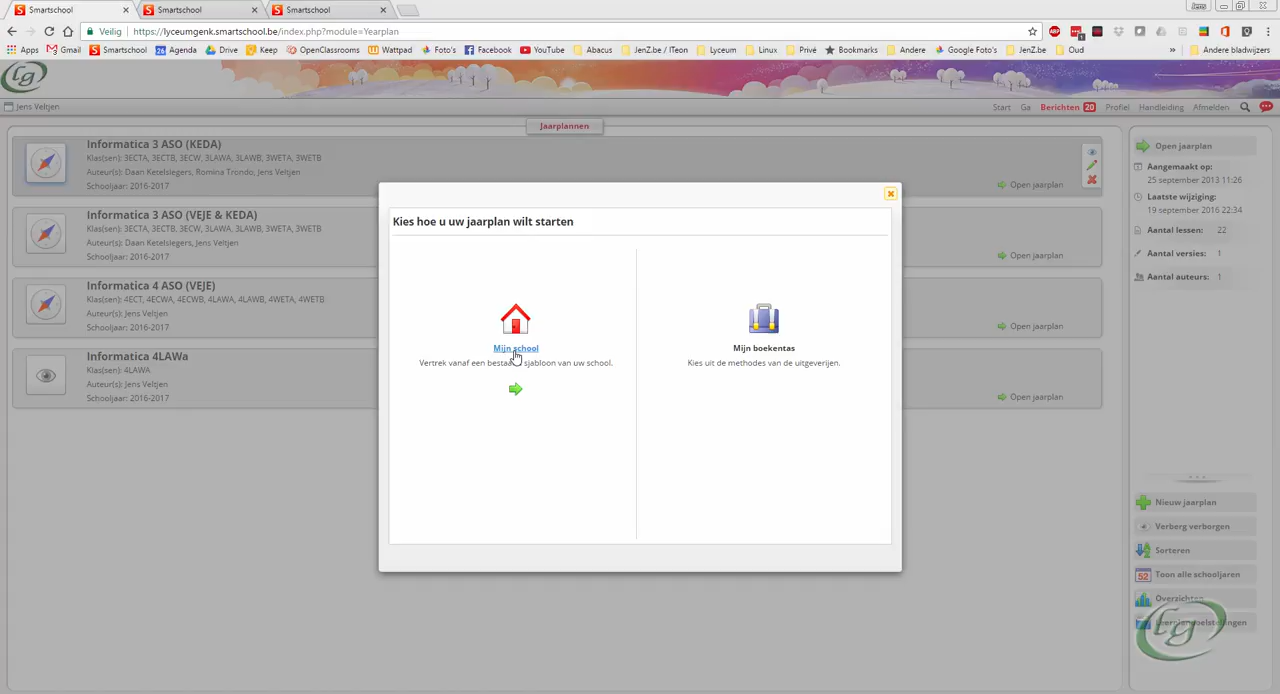 Smartschool
Smartschool
Smartschool
Jens
Veilig
https://lyceumgenk.smartschool.be/index.php?module=Yearplan
Apps
Gmail
Smartschool
Agenda
Drive
Keep
OpenClassrooms
Wattpad
Foto's
Facebook
YouTube
Abacus
JenZ.be / ITeon
Lyceum
Linux
Privé
Bookmarks
Andere
Google Foto's
JenZ.be
Oud
»
Andere bladwijzers
lg
Jens Veltjen
Start
Ga
Berichten 20
Profiel
Handleiding
Afmelden
Jaarplannen
Informatica 3 ASO (KEDA)
Klas(sen): 3ECTA, 3ECTB, 3ECW, 3LAWA, 3LAWB, 3WETA, 3WETB
Auteur(s): Daan Ketelslegers, Romina Trondo, Jens Veltjen
Schooljaar: 2016-2017
Open jaarplan
Informatica 3 ASO (VEJE & KEDA)
Klas(sen): 3ECTA, 3ECTB, 3ECW, 3LAWA, 3LAWB, 3WETA, 3WETB
Auteur(s): Daan Ketelslegers, Jens Veltjen
Schooljaar: 2016-2017
Open jaarplan
Informatica 4 ASO (VEJE)
Klas(sen): 4ECT, 4ECWA, 4ECWB, 4LAWA, 4LAWB, 4WETA, 4WETB
Auteur(s): Jens Veltjen
Schooljaar: 2016-2017
Open jaarplan
Informatica 4LAWa
Klas(sen): 4LAWA
Auteur(s): Jens Veltjen
Schooljaar: 2016-2017
Open jaarplan
Kies hoe u uw jaarplan wilt starten
Mijn school
Vertrek vanaf een sjabloon van uw school.
Mijn boekentas
Kies uit de methodes van de uitgeverijen.
Open jaarplan
Aangemaakt op:
25 september 2013 11:26
Laatste wijziging:
19 september 2016 22:34
Aantal lessen: 22
Aantal versies: 1
Aantal auteurs: 1
Nieuw jaarplan
Verberg verborgen
Sorteren
52
Toon alle schooljaren
Overzichten
lg